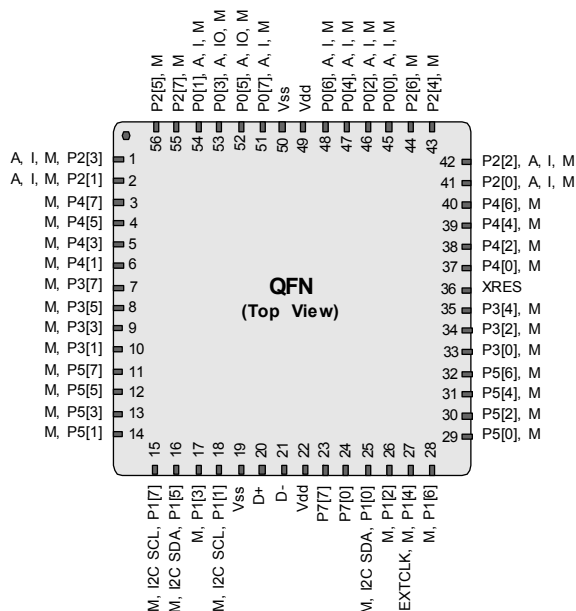 P2[5], M
P2[7], M
P0[1], A, I, M
P0[3], A, IO, M
P0[5], A, IO, M
P0[7], A, I, M
Vss
Vdd
P0[6], A, I, M
P0[4], A, I, M
P0[2], A, I, M
P0[0], A, I, M
P2[6], M
P2[4], M
56
55
54
53
52
51
50
49
48
47
46
45
44
43
A, I, M, P2[3] 1
A, I, M, P2[1] 2
M, P4[7] 3
M, P4[5] 4
M, P4[3] 5
M, P4[1] 6
M, P3[7] 7
M, P3[5] 8
M, P3[3] 9
M, P3[1] 10
M, P5[7] 11
M, P5[5] 12
M, P5[3] 13
M, P5[1] 14
QFN
(Top View)
42 P2[2], A, I, M
41 P2[0], A, I, M
40 P4[6], M
39 P4[4], M
38 P4[2], M
37 P4[0], M
36 XRES
35 P3[4], M
34 P3[2], M
33 P3[0], M
32 P5[6], M
31 P5[4], M
30 P5[2], M
29 P5[0], M
15
16
17
18
19
20
21
22
23
24
25
26
27
28
M, I2C SCL, P1[7]
M, I2C SDA, P1[5]
M, P1[3]
M, I2C SCL, P1[1]
Vss
D+
D-
Vdd
P7[7]
P7[0]
M, I2C SDA, P1[0]
M, P1[2]
EXTCLK, M, P1[4]
M, P1[6]